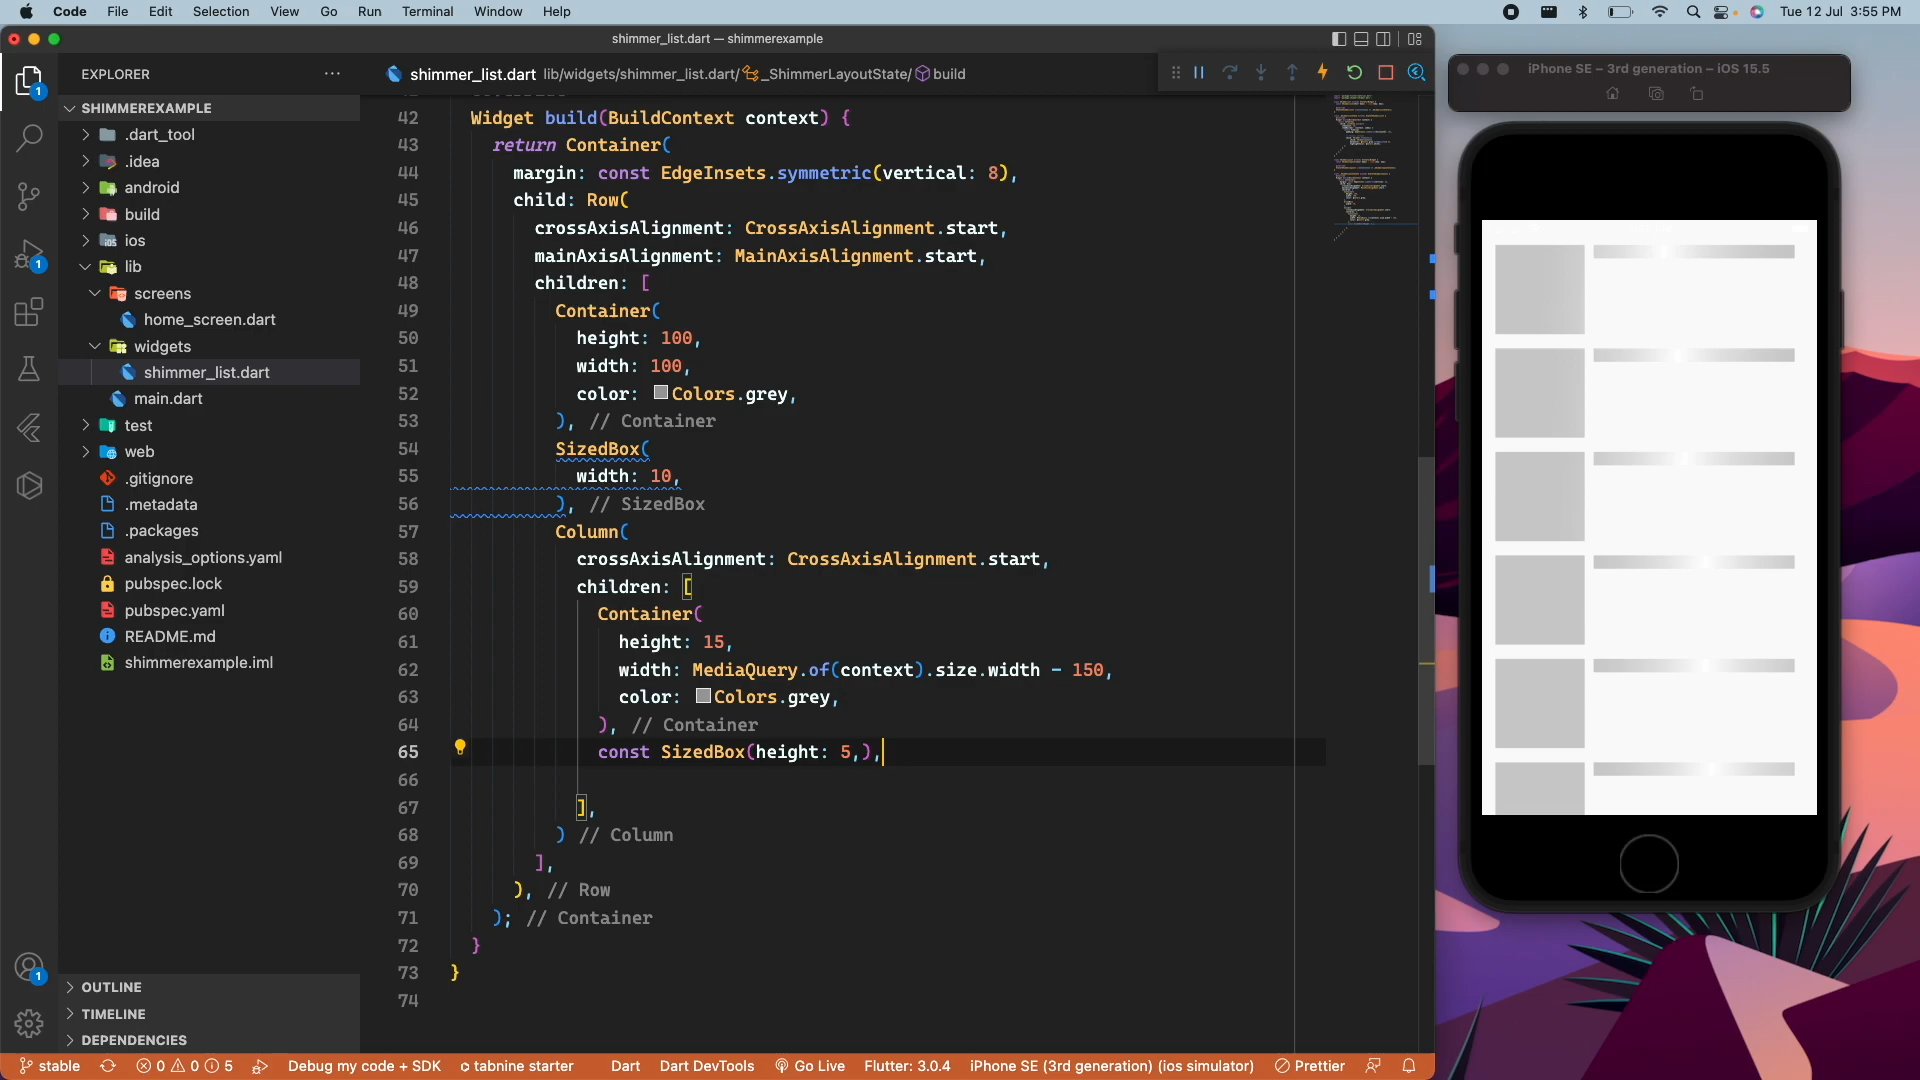 Code File Edit Selection View Go Run Terminal Window Help Tue 12 Jul 3:55 PM
shimmer_list.dart — shimmerexample
EXPLORER
shimmer_list.dart lib/widgets/shimmer_list.dart/ _ShimmerLayoutState/ build
iPhone SE – 3rd generation – iOS 15.5
SHIMMEREXAMPLE
.dart_tool
.idea
android
build
ios
lib
screens
home_screen.dart
widgets
shimmer_list.dart
main.dart
test
web
.gitignore
.metadata
.packages
analysis_options.yaml
pubspec.lock
pubspec.yaml
README.md
shimmerexample.iml
OUTLINE
TIMELINE
DEPENDENCIES
1
1
1
42 Widget build(BuildContext context) {
43 return Container(
44 margin: const EdgeInsets.symmetric(vertical: 8),
45 child: Row(
46 crossAxisAlignment: CrossAxisAlignment.start,
47 mainAxisAlignment: MainAxisAlignment.start,
48 children: [
49 Container(
50 height: 100,
51 width: 100,
52 color: Colors.grey,
53 ), // Container
54 SizedBox(
55 width: 10,
56 ), // SizedBox
57 Column(
58 crossAxisAlignment: CrossAxisAlignment.start,
59 children: [
60 Container(
61 height: 15,
62 width: MediaQuery.of(context).size.width - 150,
63 color: Colors.grey,
64 ), // Container
65 const SizedBox(height: 5,),
66
67 ],
68 ) // Column
69 ],
70 ), // Row
71 ); // Container
72 }
73 }
74
stable 0 0 5 Debug my code + SDK tabnine starter Dart Dart DevTools Go Live Flutter: 3.0.4 iPhone SE (3rd generation) (ios simulator) Prettier